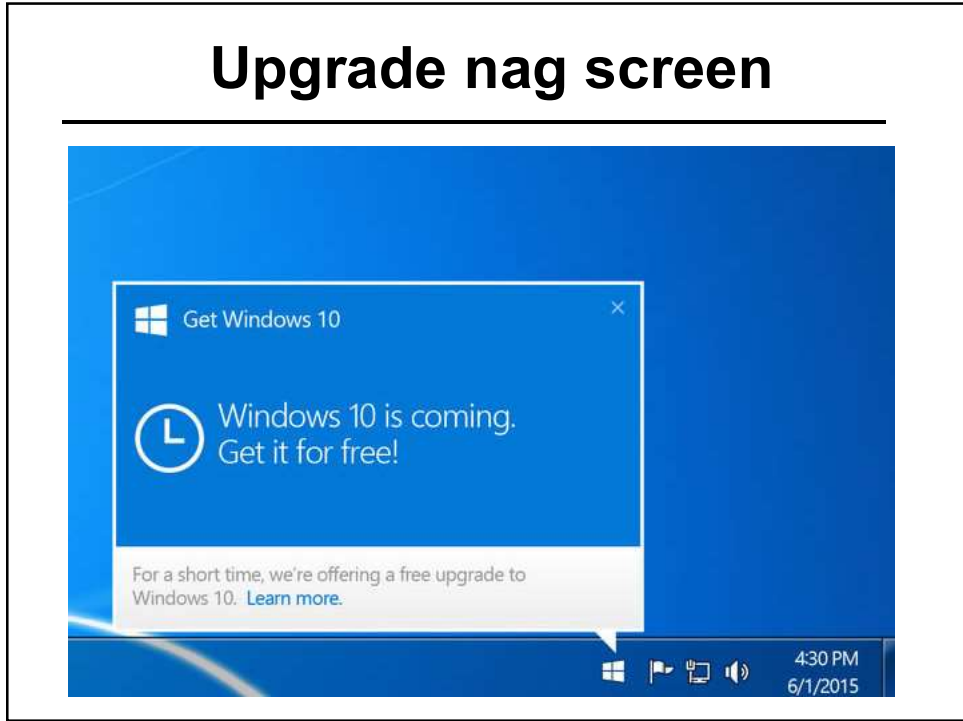 Upgrade nag screen
Get Windows 10
Windows 10 is coming.
Get it for free!
For a short time, we're offering a free upgrade to
Windows 10. Learn more.
4:30 PM
6/1/2015